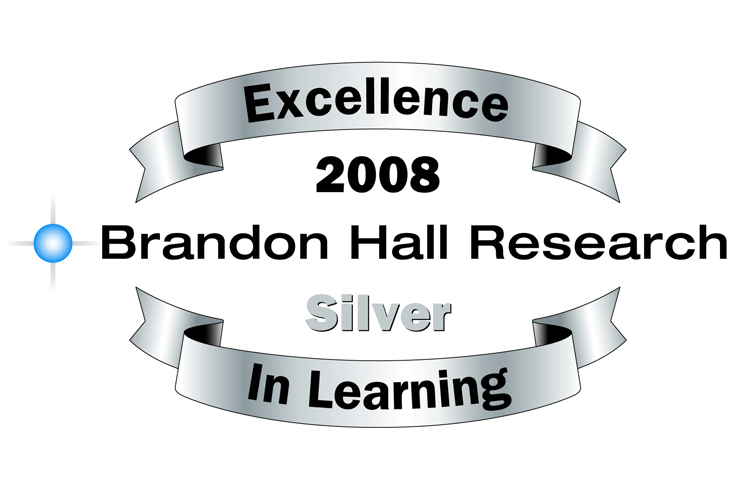 Excellence
2008
Brandon Hall Research
Silver
In Learning